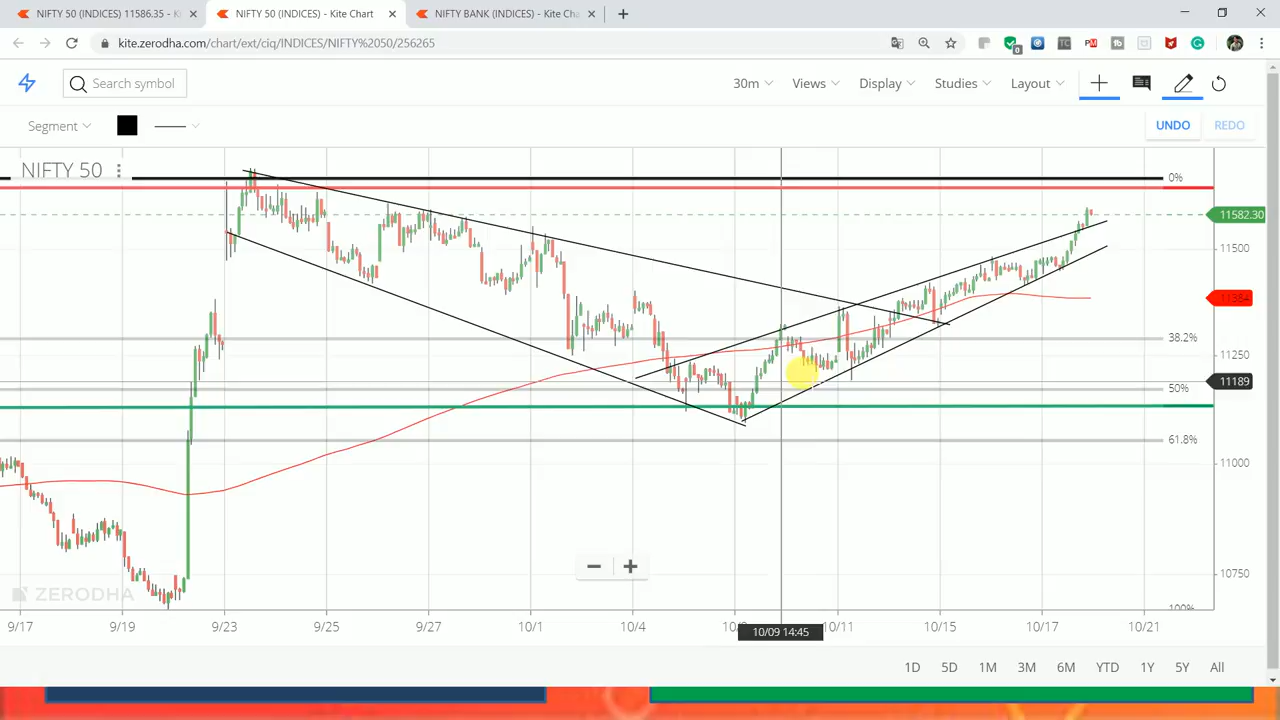 NIFTY 50 (INDICES) 11586.35 - K
NIFTY 50 (INDICES) - Kite Chart
NIFTY BANK (INDICES) - Kite Cha
kite.zerodha.com/chart/ext/ciq/INDICES/NIFTY%2050/256265
Search symbol
30m Views Display Studies Layout
Segment
UNDO REDO
NIFTY 50
0%
11582.30
11500
11384
38.2%
11250
11189
50%
61.8%
11000
10750
100%
ZERODHA
9/17 9/19 9/23 9/25 9/27 10/1 10/4 10/11 10/15 10/17 10/21
10/09 14:45
1D 5D 1M 3M 6M YTD 1Y 5Y All